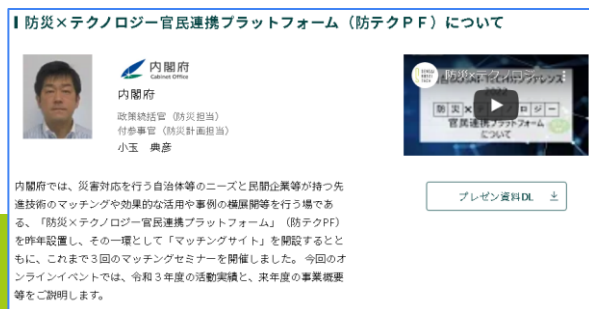 防災×テクノロジー官民連携プラットフォーム（防テクＰＦ）について
内閣府
Cabinet Office
内閣府
政策統括官（防災担当）
付参事官（防災計画担当）
小玉 典彦
防災×テクノロジー
官民連携プラットフォーム
について
プレゼン資料DL
内閣府では、災害対応を行う自治体等のニーズと民間企業等が持つ先
進技術のマッチングや効果的な活用や事例の横展開等を行う場であ
る、「防災×テクノロジー官民連携プラットフォーム」（防テクPF）
を昨年設置し、その一環として「マッチングサイト」を開設するとと
もに、これまで３回のマッチングセミナーを開催しました。 今回のオ
ンラインイベントでは、令和３年度の活動実績と、来年度の事業概要
等をご説明します。